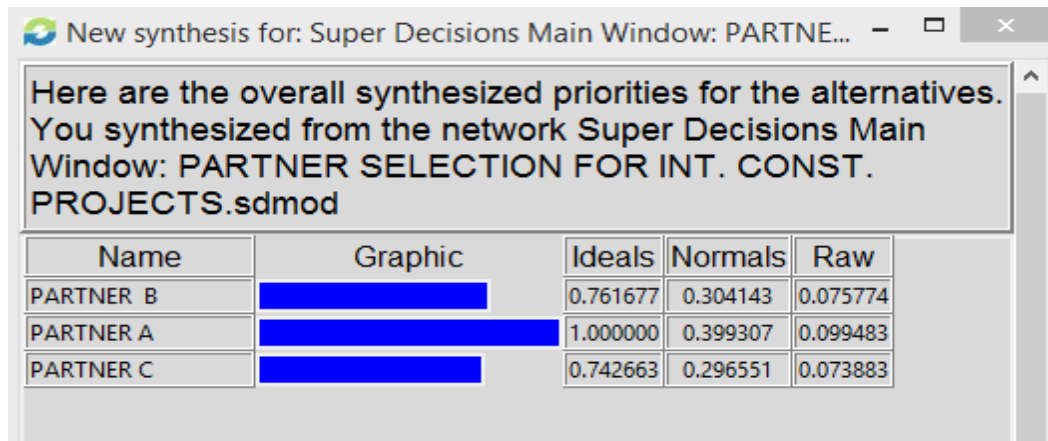 New synthesis for: Super Decisions Main Window: PARTNE...
Here are the overall synthesized priorities for the alternatives.
You synthesized from the network Super Decisions Main
Window: PARTNER SELECTION FOR INT. CONST.
PROJECTS.sdmod
Name Graphic Ideals Normals Raw
PARTNER B 0.761677 0.304143 0.075774
PARTNER A 1.000000 0.399307 0.099483
PARTNER C 0.742663 0.296551 0.073883